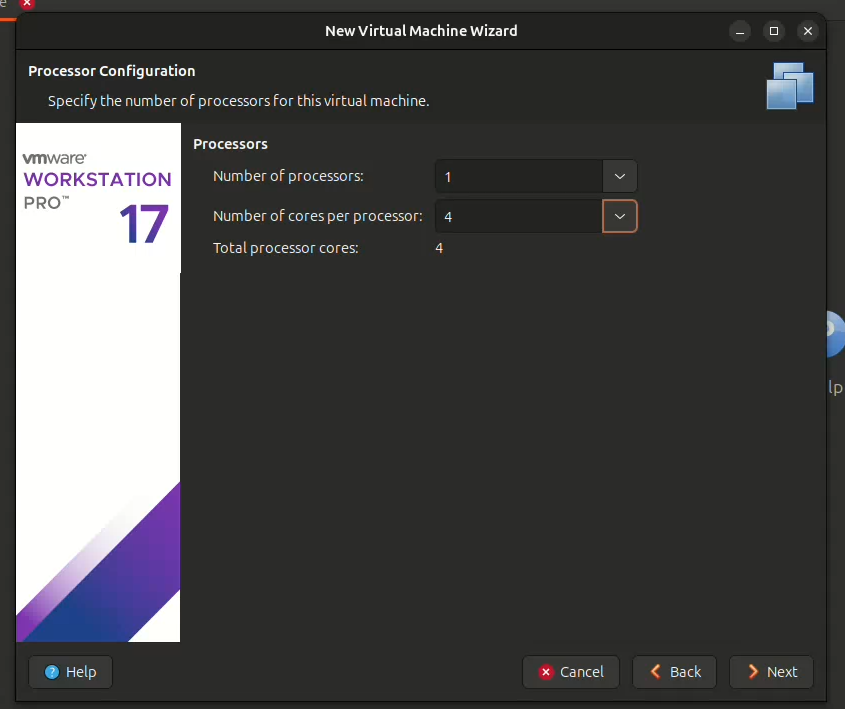 e
New Virtual Machine Wizard
Processor Configuration
Specify the number of processors for this virtual machine.
vmware®
WORKSTATION
PRO™
17
Processors
Number of processors: 1
Number of cores per processor: 4
Total processor cores: 4
lp
Help Cancel Back Next